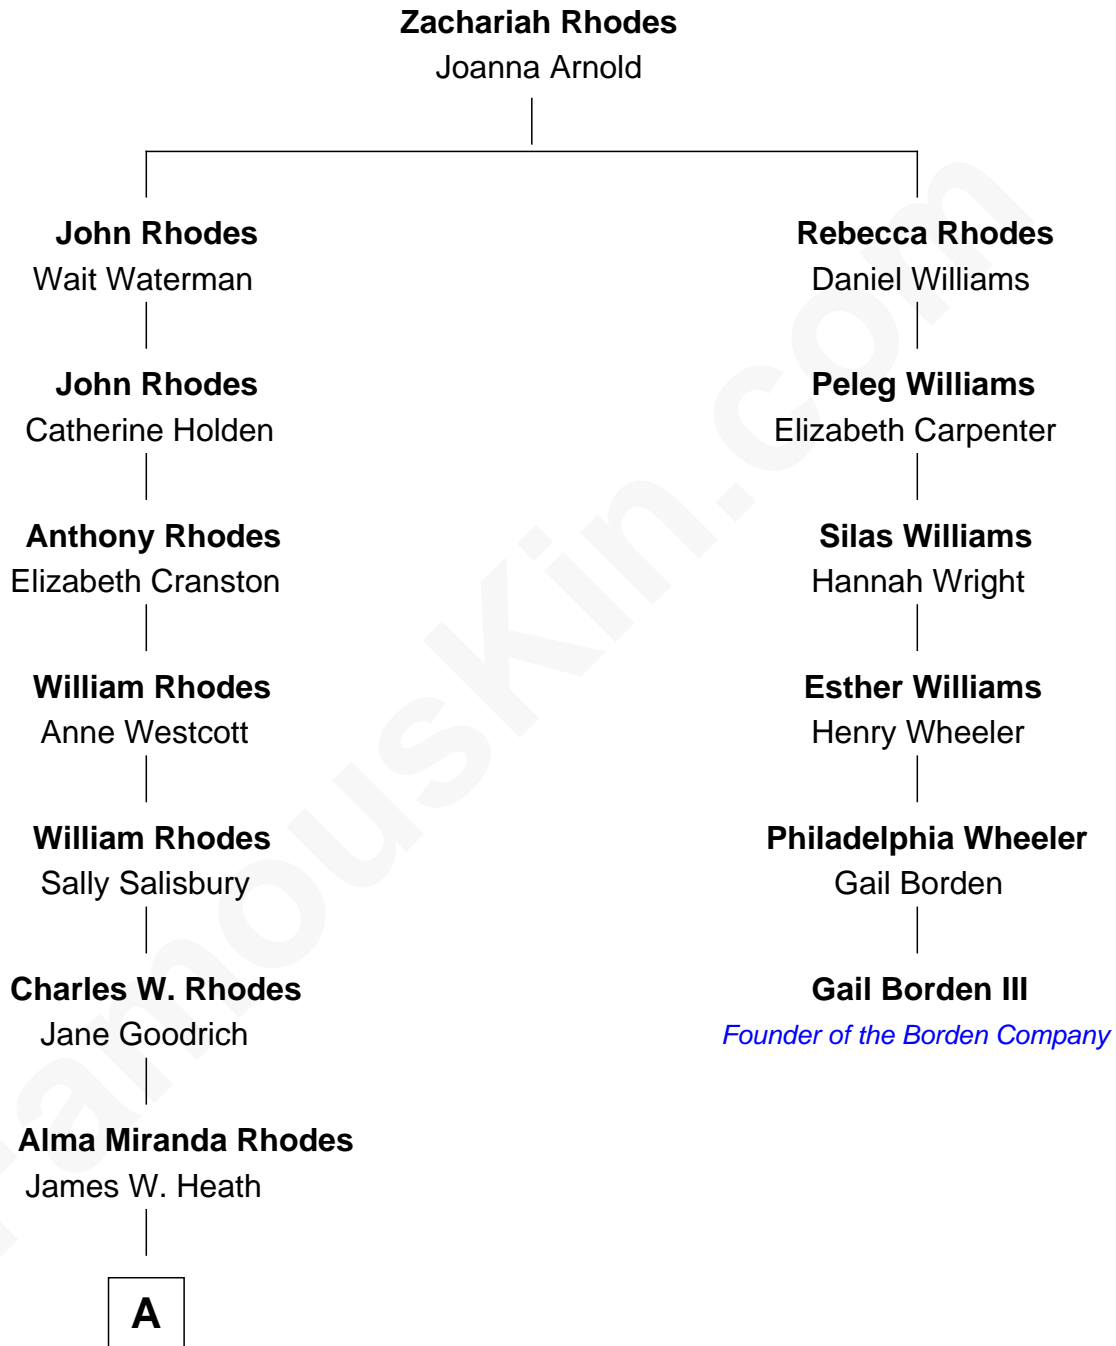 Zachariah Rhodes
Joanna Arnold
John Rhodes
Wait Waterman
John Rhodes
Catherine Holden
Anthony Rhodes
Elizabeth Cranston
William Rhodes
Anne Westcott
William Rhodes
Sally Salisbury
Charles W. Rhodes
Jane Goodrich
Alma Miranda Rhodes
James W. Heath
A
Rebecca Rhodes
Daniel Williams
Peleg Williams
Elizabeth Carpenter
Silas Williams
Hannah Wright
Esther Williams
Henry Wheeler
Philadelphia Wheeler
Gail Borden
Gail Borden III
Founder of the Borden Company
FamousKin.com